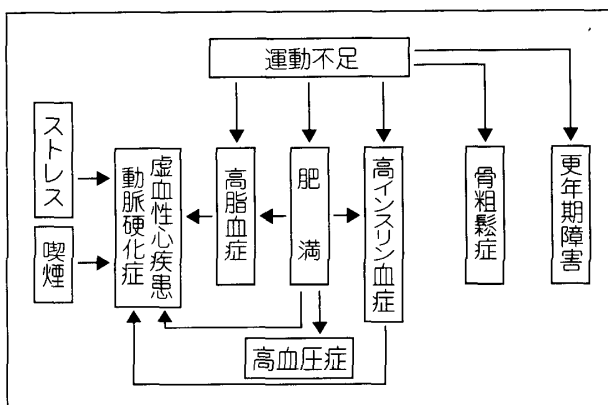 運動不足
ストレス
喫煙
虚血性心疾患
動脈硬化症
高脂血症
肥満
高インスリン血症
骨粗鬆症
更年期障害
高血圧症